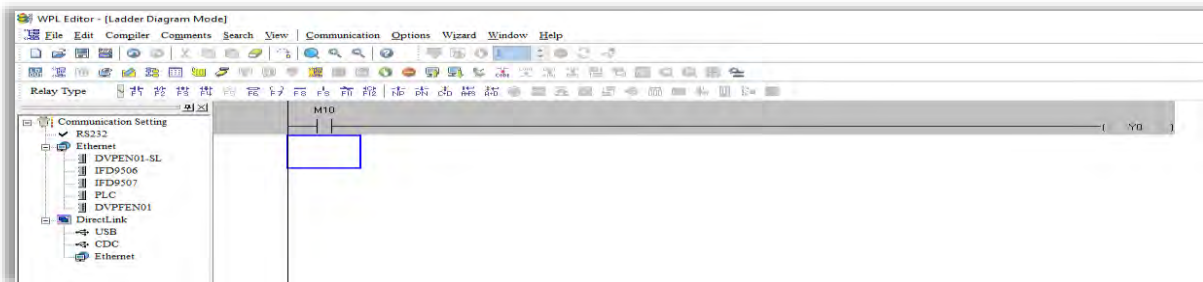 WPL Editor - [Ladder Diagram Mode]
File Edit Compiler Comments Search View Communication Options Wizard Window Help
Relay Type
M10
Y0
Communication Setting
RS232
Ethernet
DVPEN01-SL
IFD9506
IFD9507
PLC
DVPFEN01
DirectLink
USB
CDC
Ethernet